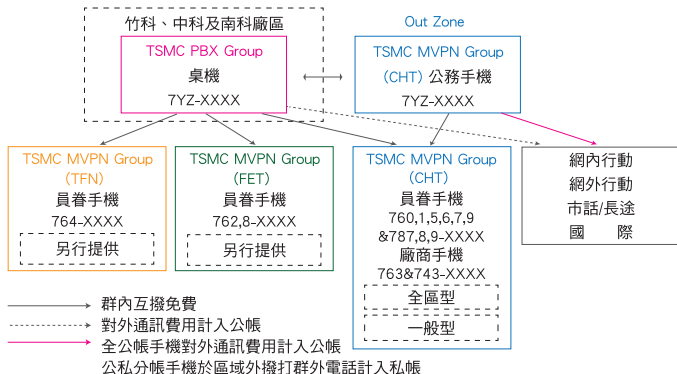 竹科、中科及南科廠區
Out Zone
TSMC PBX Group
桌機
7YZ-XXXX
TSMC MVPN Group
(CHT) 公務手機
7YZ-XXXX
TSMC MVPN Group
(TFN)
員眷手機
764-XXXX
另行提供
TSMC MVPN Group
(FET)
員眷手機
762,8-XXXX
另行提供
TSMC MVPN Group
(CHT)
員眷手機
760,1,5,6,7,9
&787,8,9-XXXX
廠商手機
763&743-XXXX
全區型
一般型
網內行動
網外行動
市話/長途
國 際
群內互撥免費
對外通訊費用計入公帳
全公帳手機對外通訊費用計入公帳
公私分帳手機於區域外撥打群外電話計入私帳